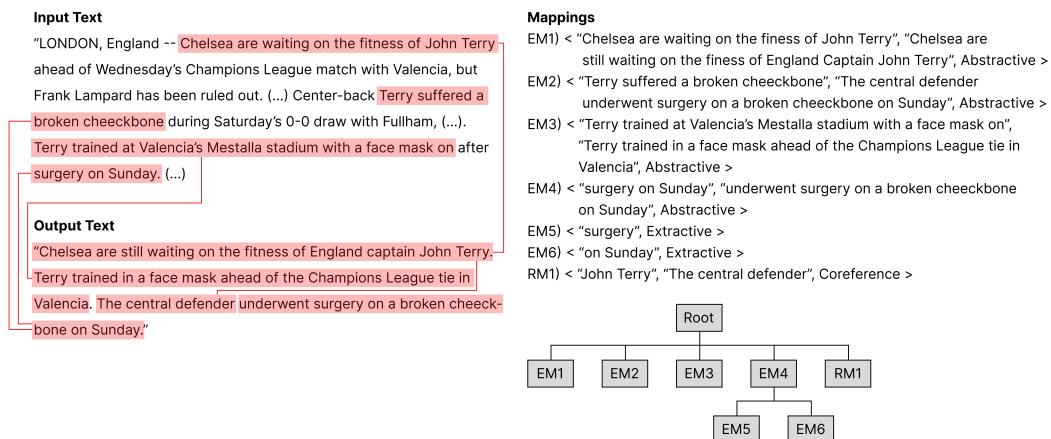 Input Text
“LONDON, England -- Chelsea are waiting on the fitness of John Terry
ahead of Wednesday’s Champions League match with Valencia, but
Frank Lampard has been ruled out. (...) Center-back Terry suffered a
broken cheeckbone during Saturday’s 0-0 draw with Fullham, (...).
Terry trained at Valencia’s Mestalla stadium with a face mask on after
surgery on Sunday. (...)
Output Text
“Chelsea are still waiting on the fitness of England captain John Terry.
Terry trained in a face mask ahead of the Champions League tie in
Valencia. The central defender underwent surgery on a broken cheeck-
bone on Sunday.”
Mappings
EM1) < “Chelsea are waiting on the finess of John Terry”, “Chelsea are
still waiting on the finess of England Captain John Terry”, Abstractive >
EM2) < “Terry suffered a broken cheeckbone”, “The central defender
underwent surgery on a broken cheeckbone on Sunday”, Abstractive >
EM3) < “Terry trained at Valencia’s Mestalla stadium with a face mask on”,
“Terry trained in a face mask ahead of the Champions League tie in
Valencia”, Abstractive >
EM4) < “surgery on Sunday”, “underwent surgery on a broken cheeckbone
on Sunday”, Abstractive >
EM5) < “surgery”, Extractive >
EM6) < “on Sunday”, Extractive >
RM1) < “John Terry”, “The central defender”, Coreference >
Root
EM1 EM2 EM3 EM4 RM1
EM5 EM6